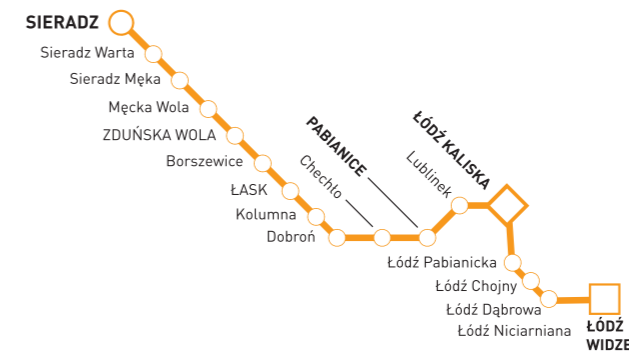 SIERADZ
Sieradz Warta
Sieradz Męka
Męcka Wola
ZDUŃSKA WOLA
Borszewice
ŁASK
Kolumna
Dobroń
Chechło
PABIANICE
Lublinek
ŁÓDŹ KALISKA
Łódź Pabianicka
Łódź Chojny
Łódź Dąbrowa
Łódź Niciarniana
ŁÓDŹ
WIDZE